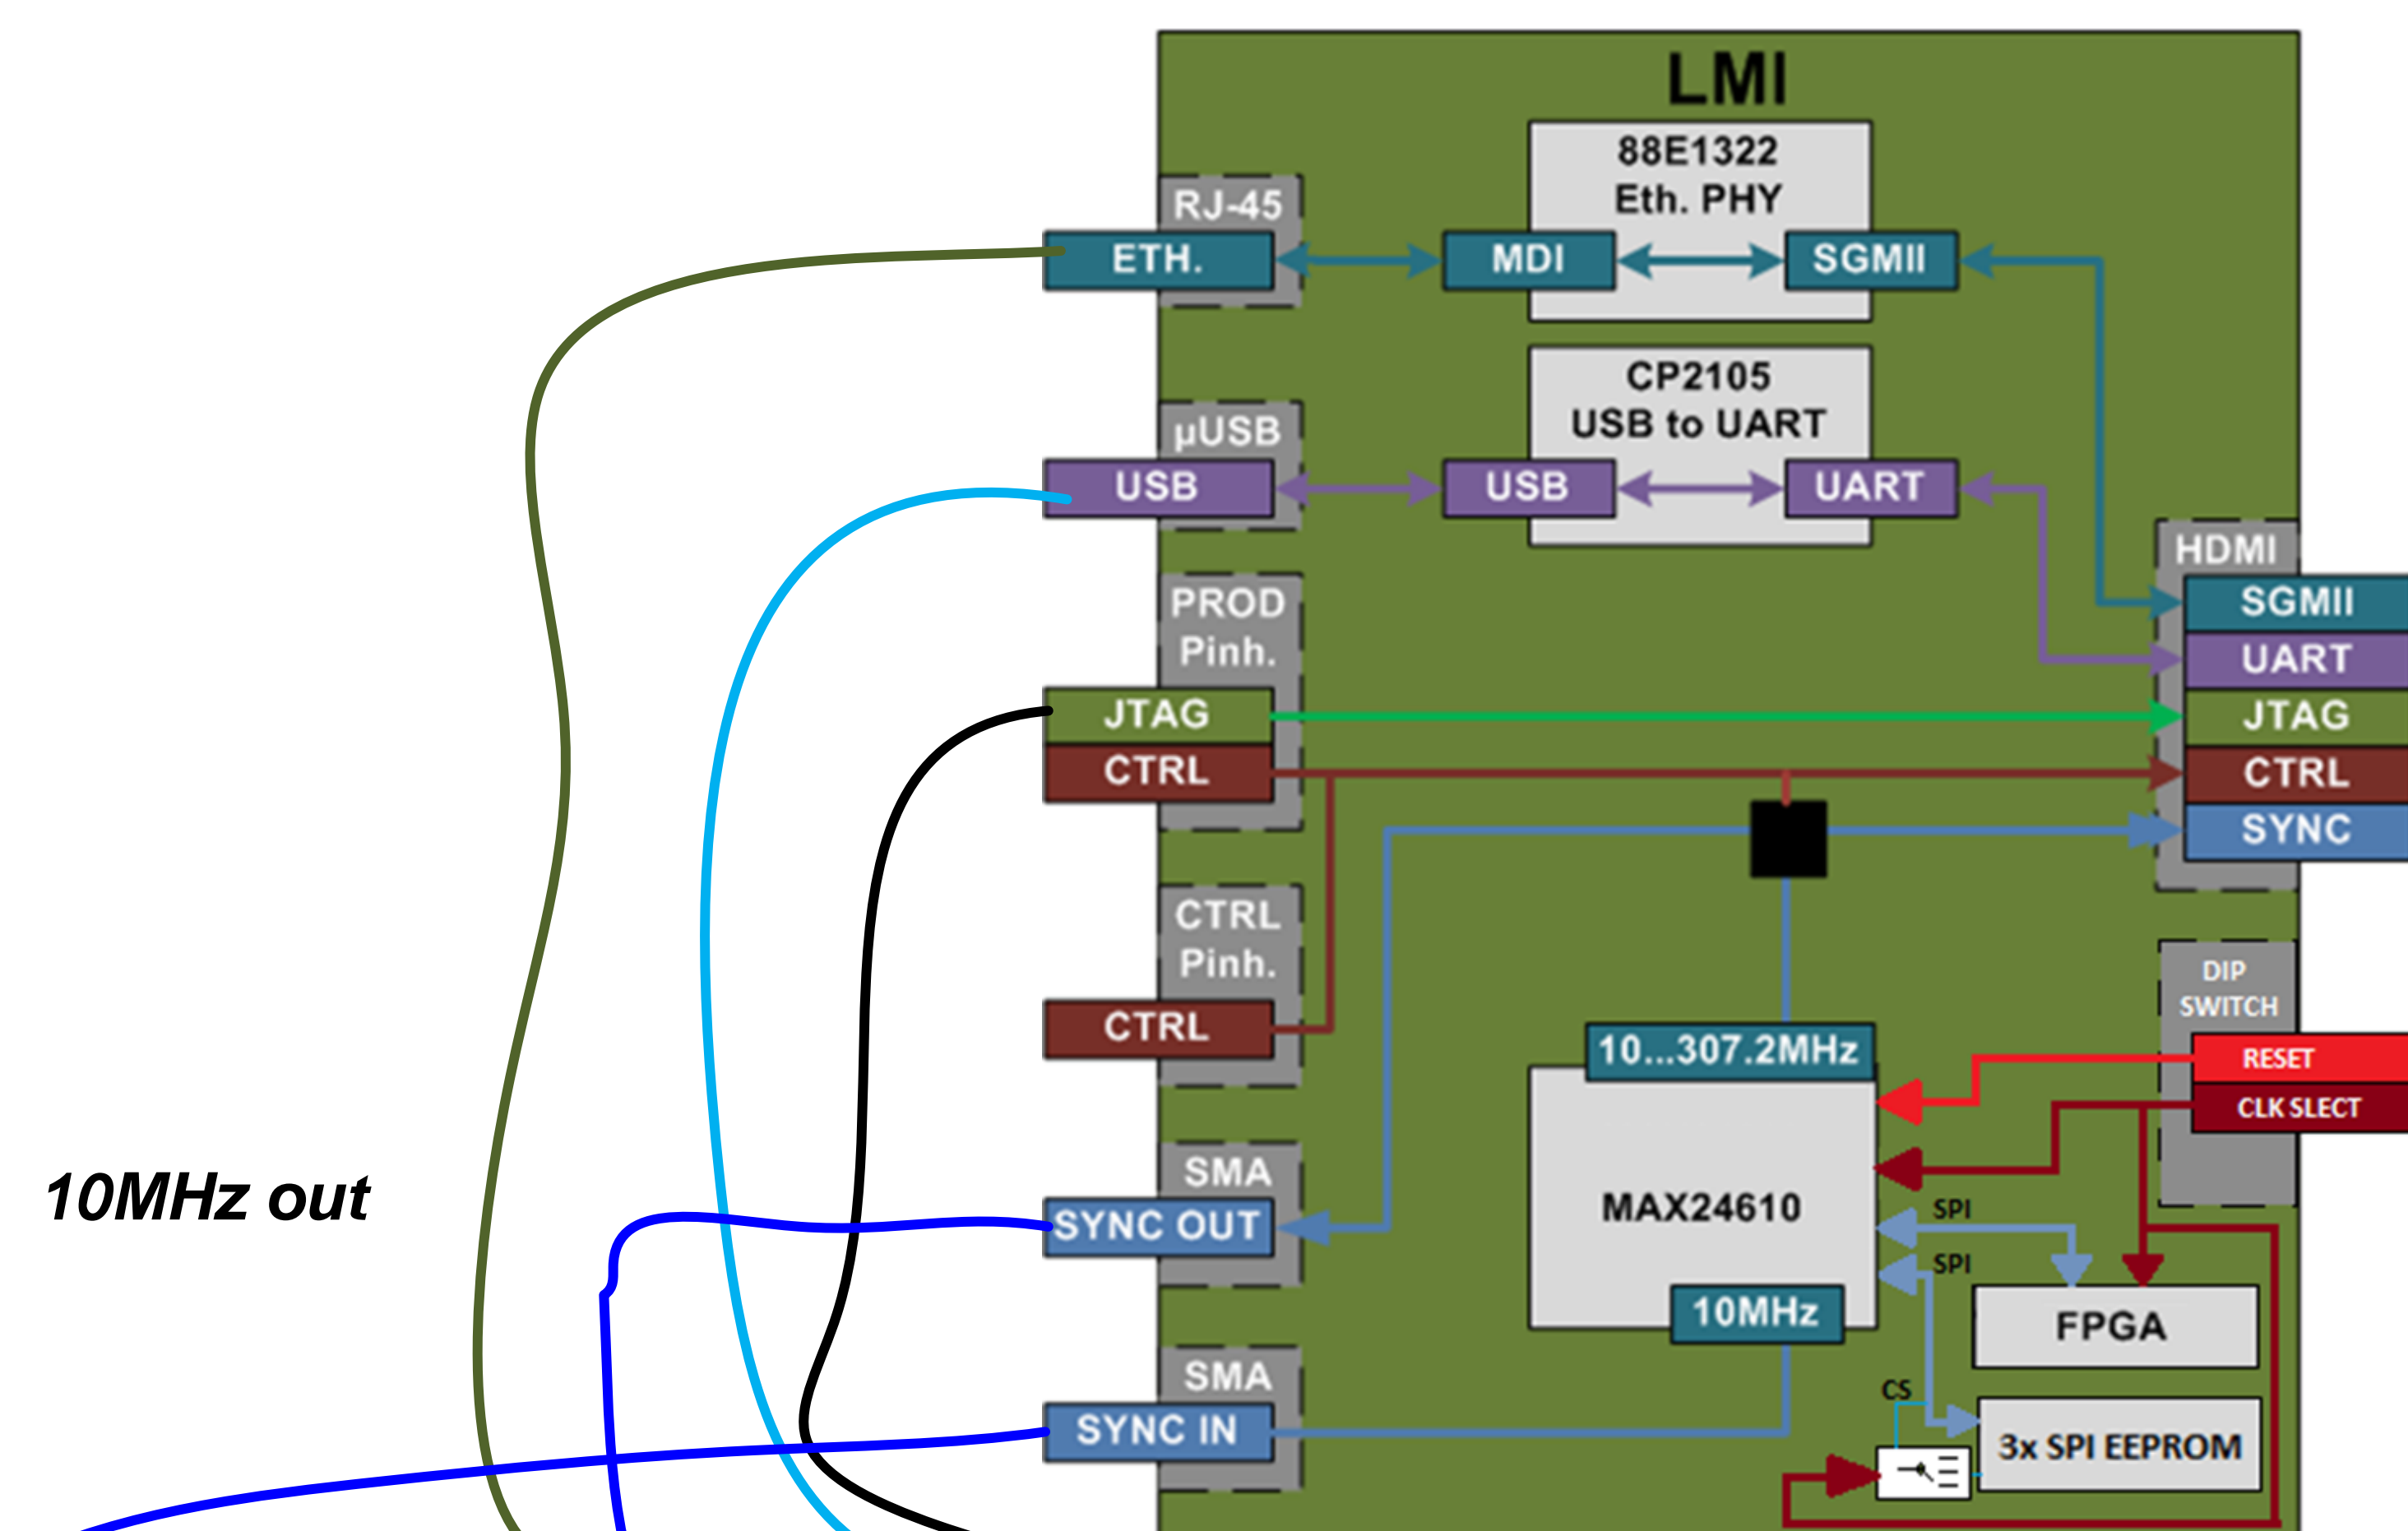 LMI
88E1322
Eth. PHY
RJ-45
ETH.
MDI
SGMII
CP2105
USB to UART
µUSB
USB
USB
UART
HDMI
SGMII
UART
JTAG
CTRL
SYNC
PROD
Pinh.
JTAG
CTRL
CTRL
Pinh.
CTRL
DIP
SWITCH
RESET
CLK SLECT
10...307.2MHz
MAX24610
10MHz
SPI
SPI
10MHz out
SMA
SYNC OUT
FPGA
SMA
SYNC IN
CS
3x SPI EEPROM